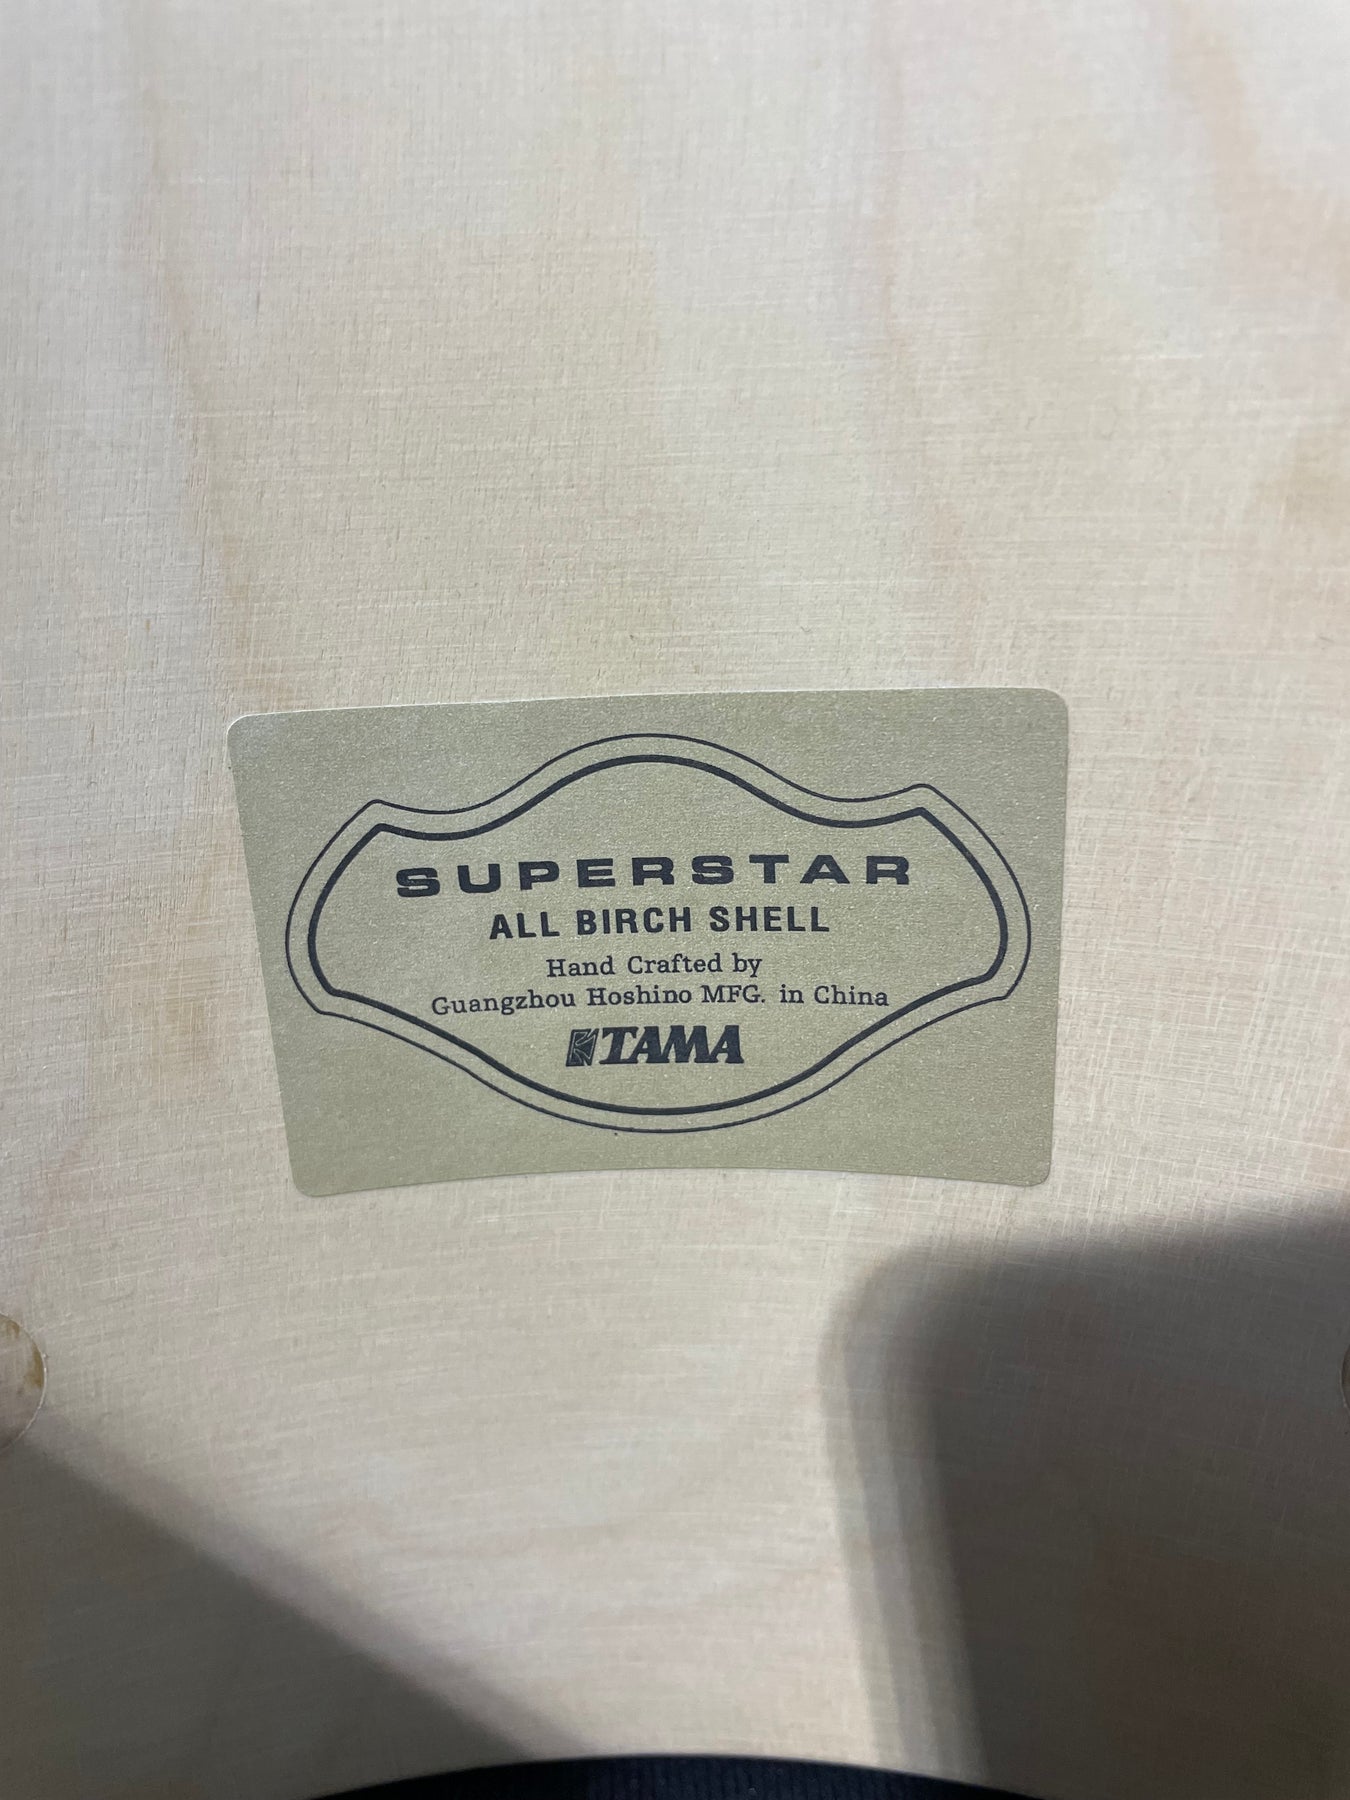 SUPERSTAR
ALL BIRCH SHELL
Hand Crafted by
Guangzhou Hoshino MFG. in China
TAMA